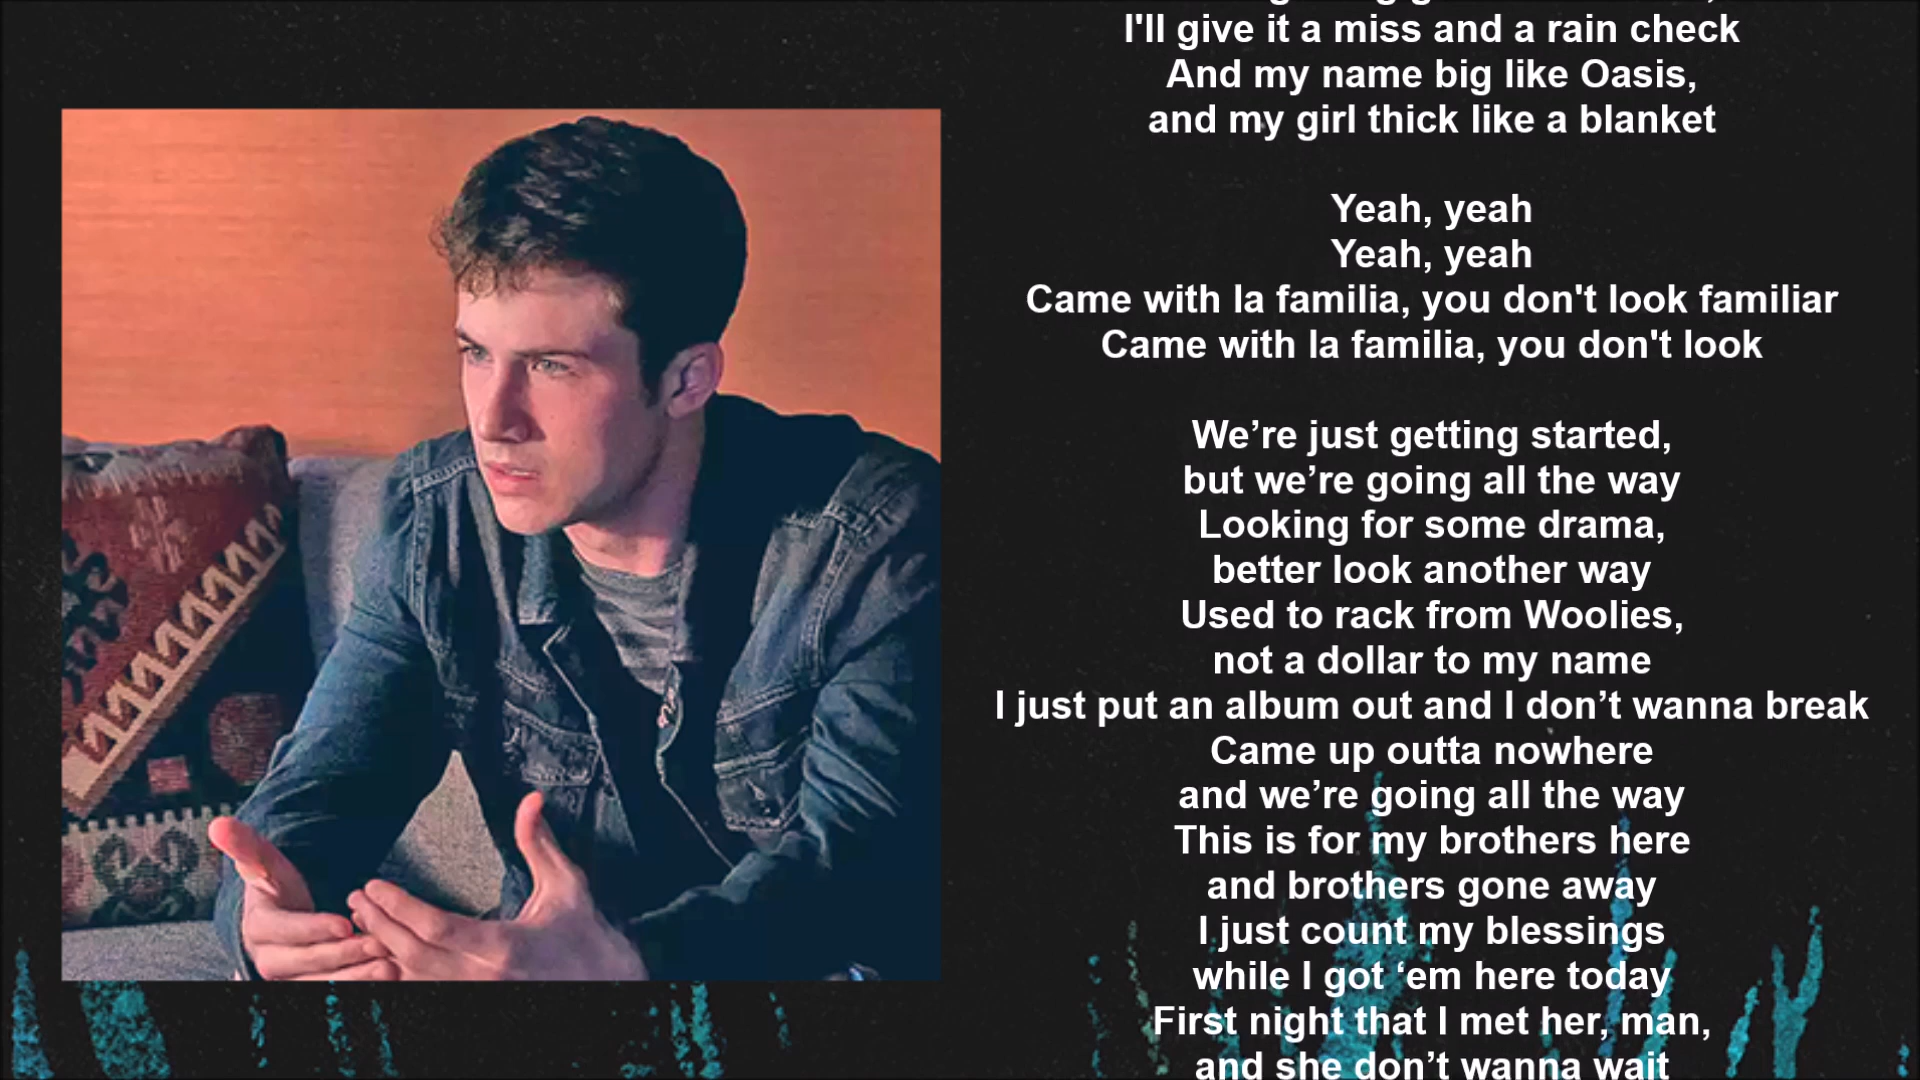 I'll give it a miss and a rain check
And my name big like Oasis,
and my girl thick like a blanket
Yeah, yeah
Yeah, yeah
Came with la familia, you don't look familiar
Came with la familia, you don't look
We’re just getting started,
but we’re going all the way
Looking for some drama,
better look another way
Used to rack from Woolies,
not a dollar to my name
I just put an album out and I don’t wanna break
Came up outta nowhere
and we’re going all the way
This is for my brothers here
and brothers gone away
I just count my blessings
while I got ‘em here today
First night that I met her, man,
and she don’t wanna wait